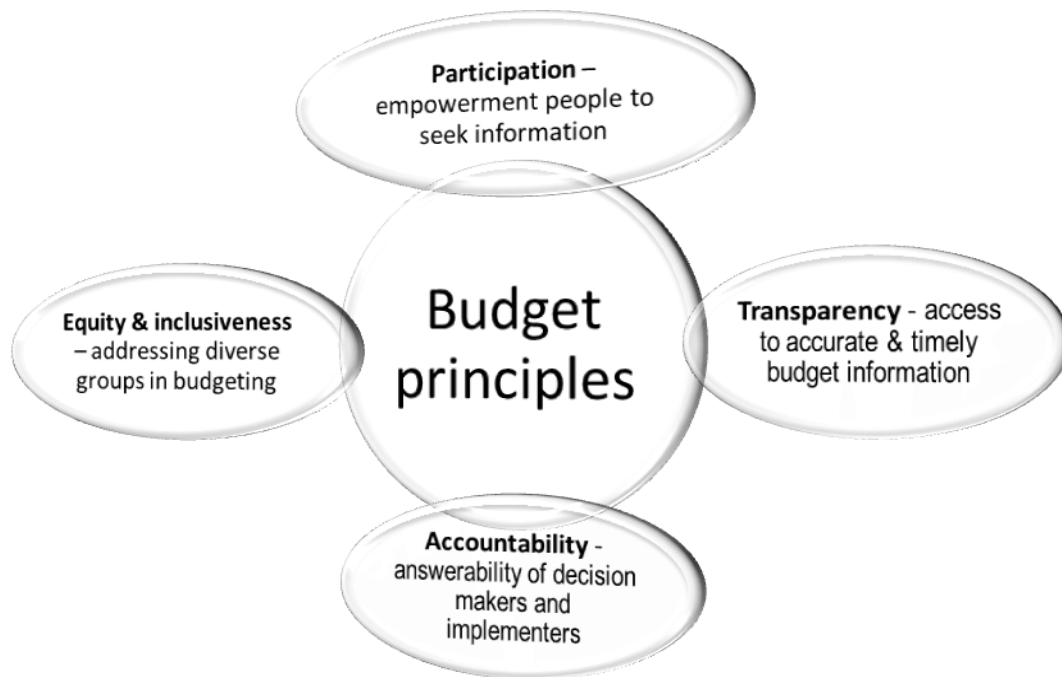 Participation –
empowerment people to
seek information
Budget
principles
Equity & inclusiveness
– addressing diverse
groups in budgeting
Transparency - access
to accurate & timely
budget information
Accountability -
answerability of decision
makers and
implementers